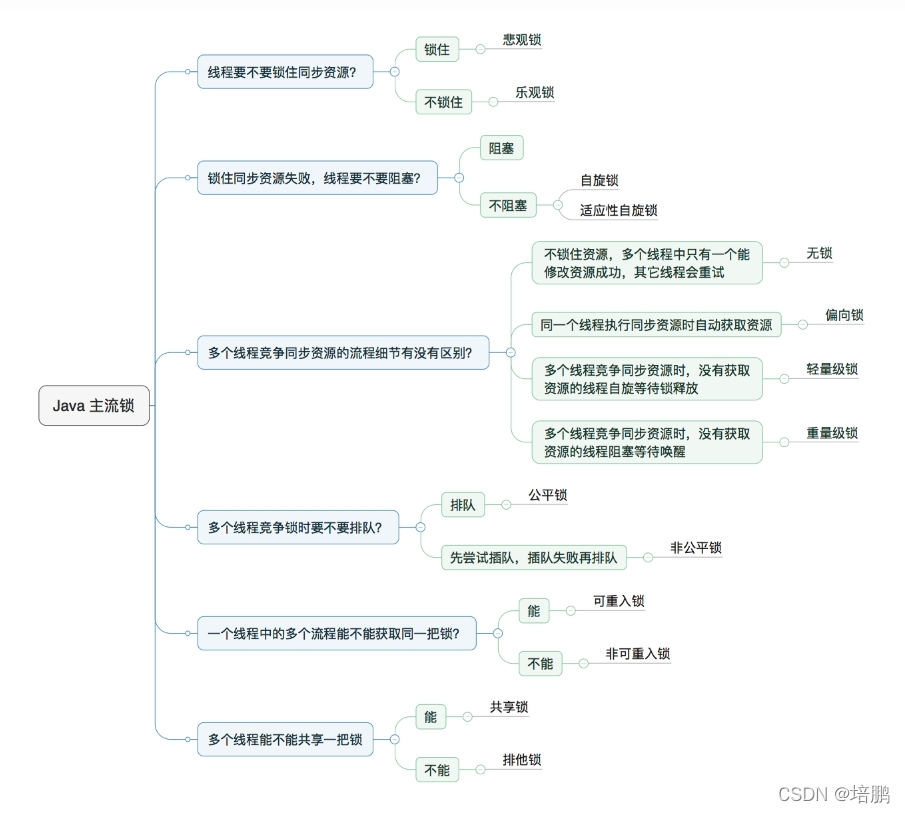 Java 主流锁
线程要不要锁住同步资源？
锁住
悲观锁
不锁住
乐观锁
锁住同步资源失败，线程要不要阻塞？
阻塞
不阻塞
自旋锁
适应性自旋锁
多个线程竞争同步资源的流程细节有没有区别？
不锁住资源，多个线程中只有一个能
修改资源成功，其它线程会重试
无锁
同一个线程执行同步资源时自动获取资源
偏向锁
多个线程竞争同步资源时，没有获取
资源的线程自旋等待锁释放
轻量级锁
多个线程竞争同步资源时，没有获取
资源的线程阻塞等待唤醒
重量级锁
多个线程竞争锁时要不要排队？
排队
公平锁
先尝试插队，插队失败再排队
非公平锁
一个线程中的多个流程能不能获取同一把锁？
能
可重入锁
不能
非可重入锁
多个线程能不能共享一把锁
能
共享锁
不能
排他锁
CSDN @培鹏